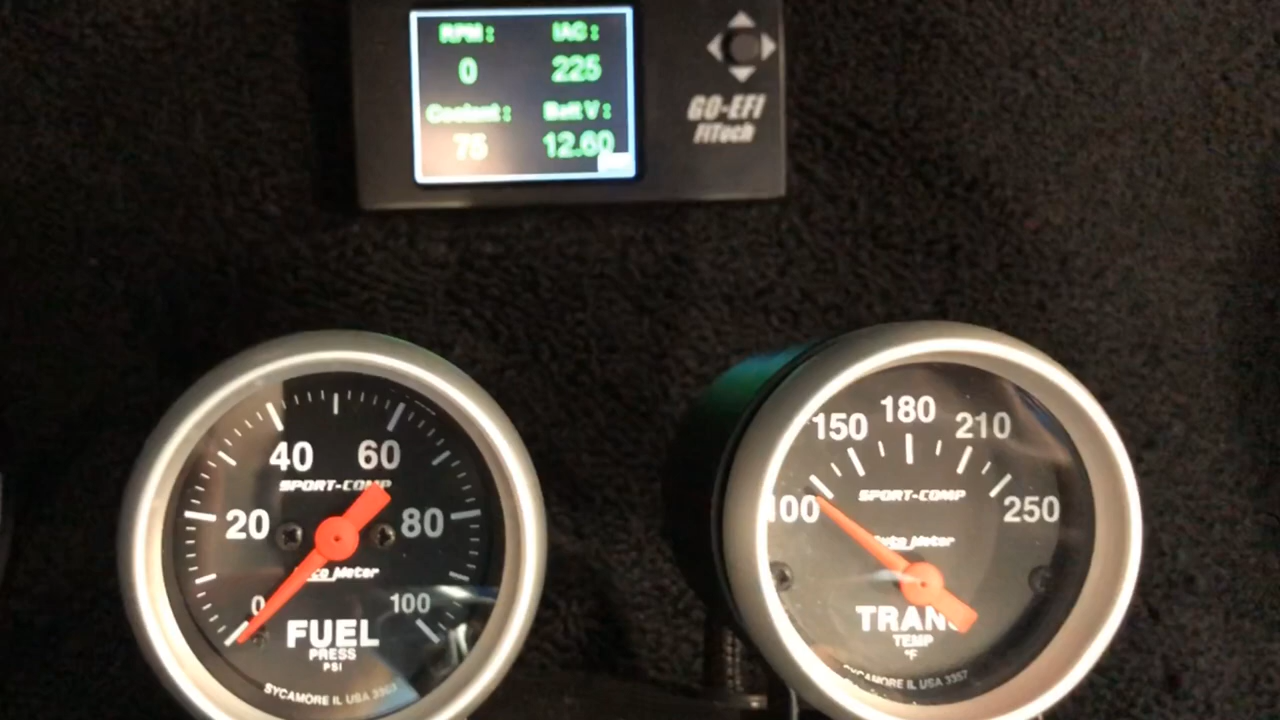 RPM: IAC:
0 225
Coolant: Batt V:
75 12.60
GO-EFI
FITech
40 60
SPORT-COMP
20 80
Auto Meter
0 100
FUEL
PRESS
PSI
SYCAMORE IL USA
150 180 210
SPORT-COMP
100 250
Auto Meter
TRANS
TEMP
°F
SYCAMORE IL USA 3357